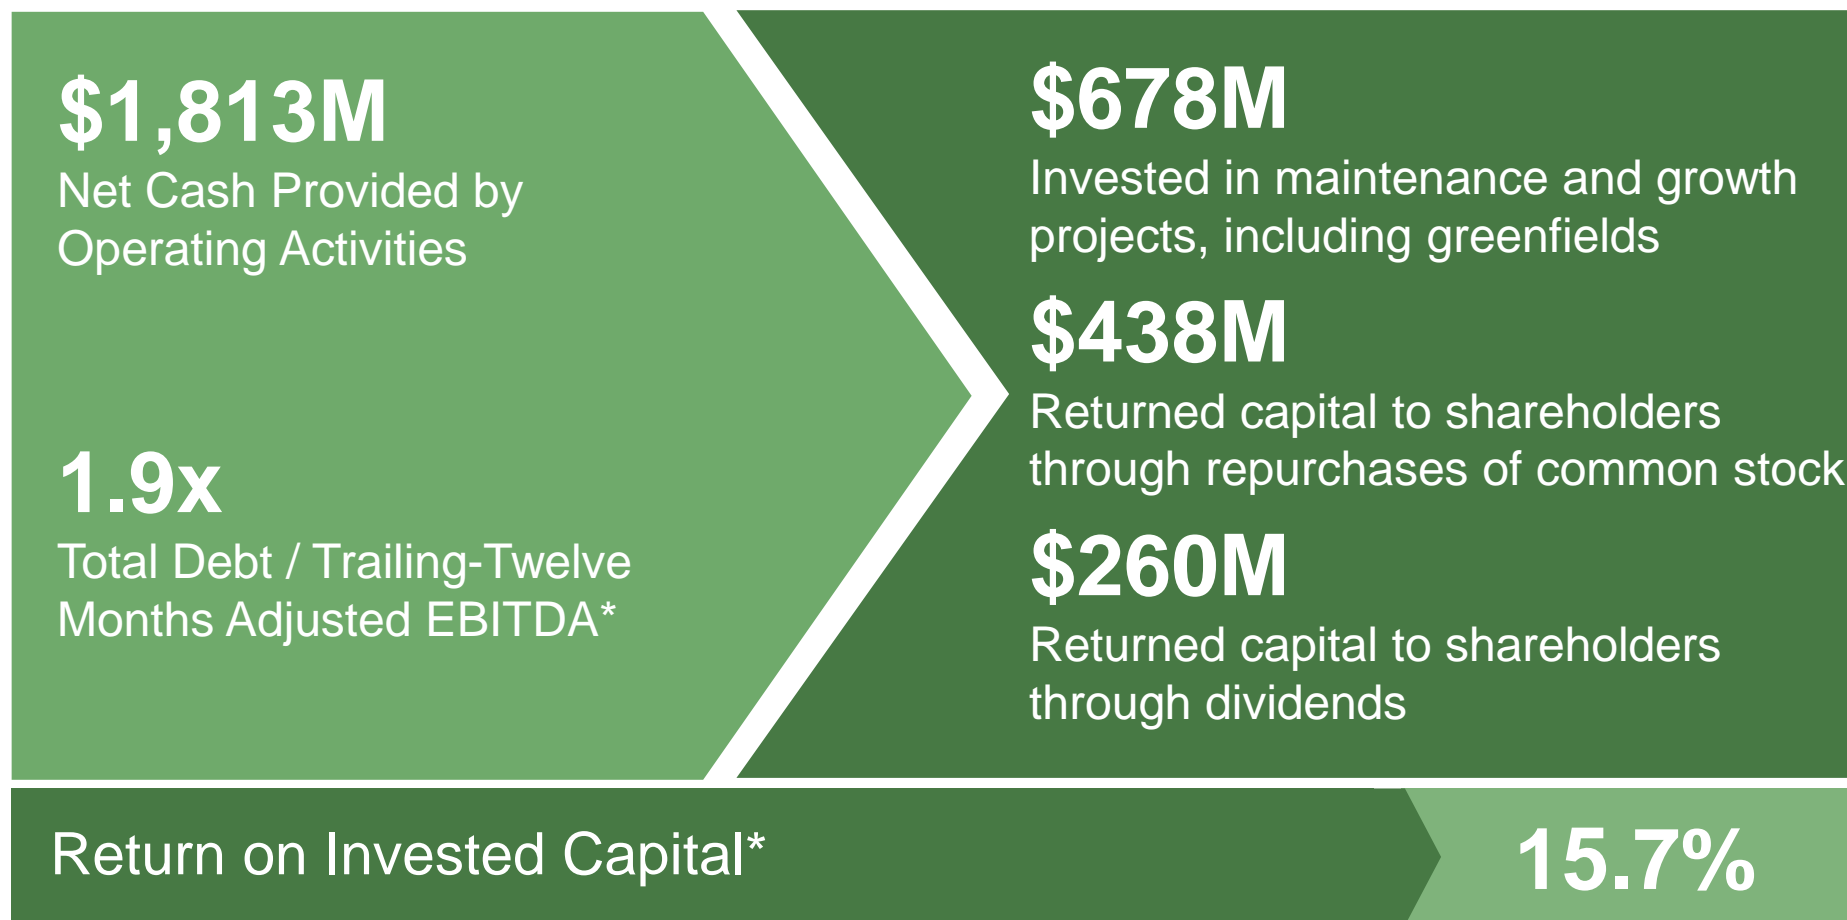 $1,813M
Net Cash Provided by
Operating Activities
1.9x
Total Debt / Trailing-Twelve
Months Adjusted EBITDA*
$678M
Invested in maintenance and growth
projects, including greenfields
$438M
Returned capital to shareholders
through repurchases of common stock
$260M
Returned capital to shareholders
through dividends
Return on Invested Capital*
15.7%